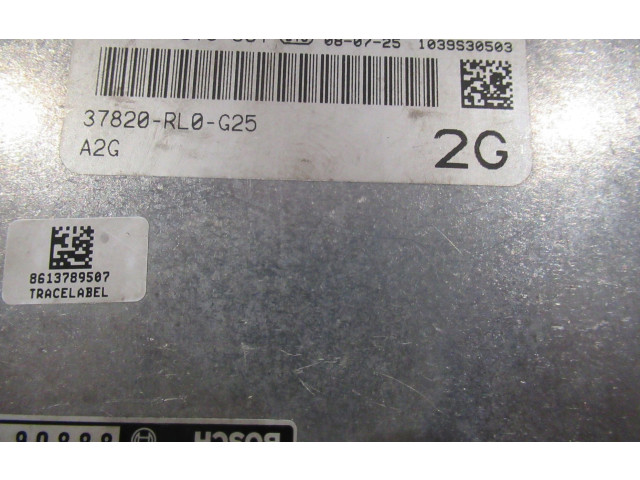 08-07-25 1039S30503
37820-RL0-G25
A2G
2G
8613789507
TRACELABEL
BOSCH